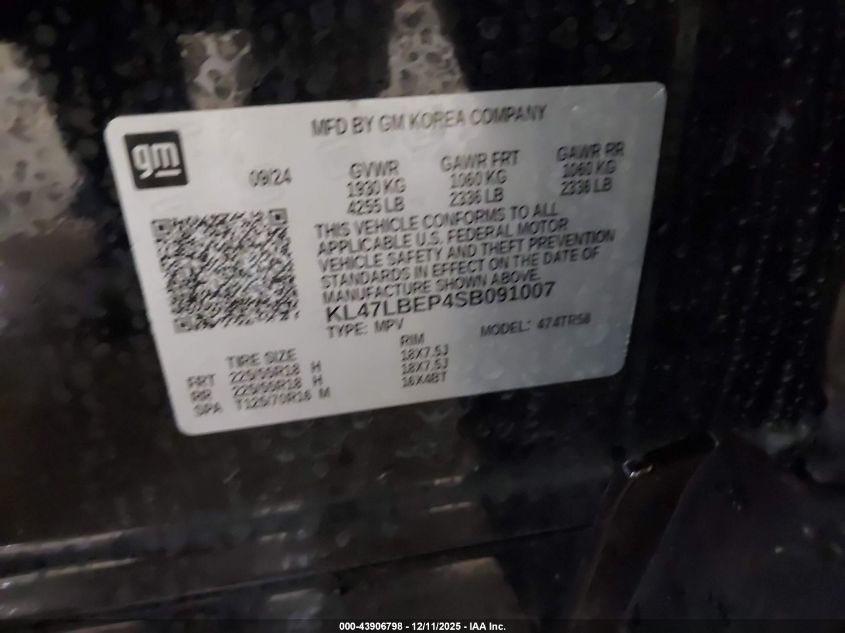 gm
MFD BY GM KOREA COMPANY
09/24
GVWR GAWR FRT GAWR RR
1930 KG 1060 KG 1060 KG
4255 LB 2336 LB 2336 LB
THIS VEHICLE CONFORMS TO ALL
APPLICABLE U.S. FEDERAL MOTOR
VEHICLE SAFETY AND THEFT PREVENTION
STANDARDS IN EFFECT ON THE DATE OF
MANUFACTURE SHOWN ABOVE.
KL47LBEP4SB091007
TYPE: MPV MODEL: 474TR58
TIRE SIZE RIM
FRT 225/55R18 H 18X7.5J
RR 225/55R18 H 18X7.5J
SPA T125/70R16 M 16X4BT
000-43906798 - 12/11/2025 - IAA Inc.